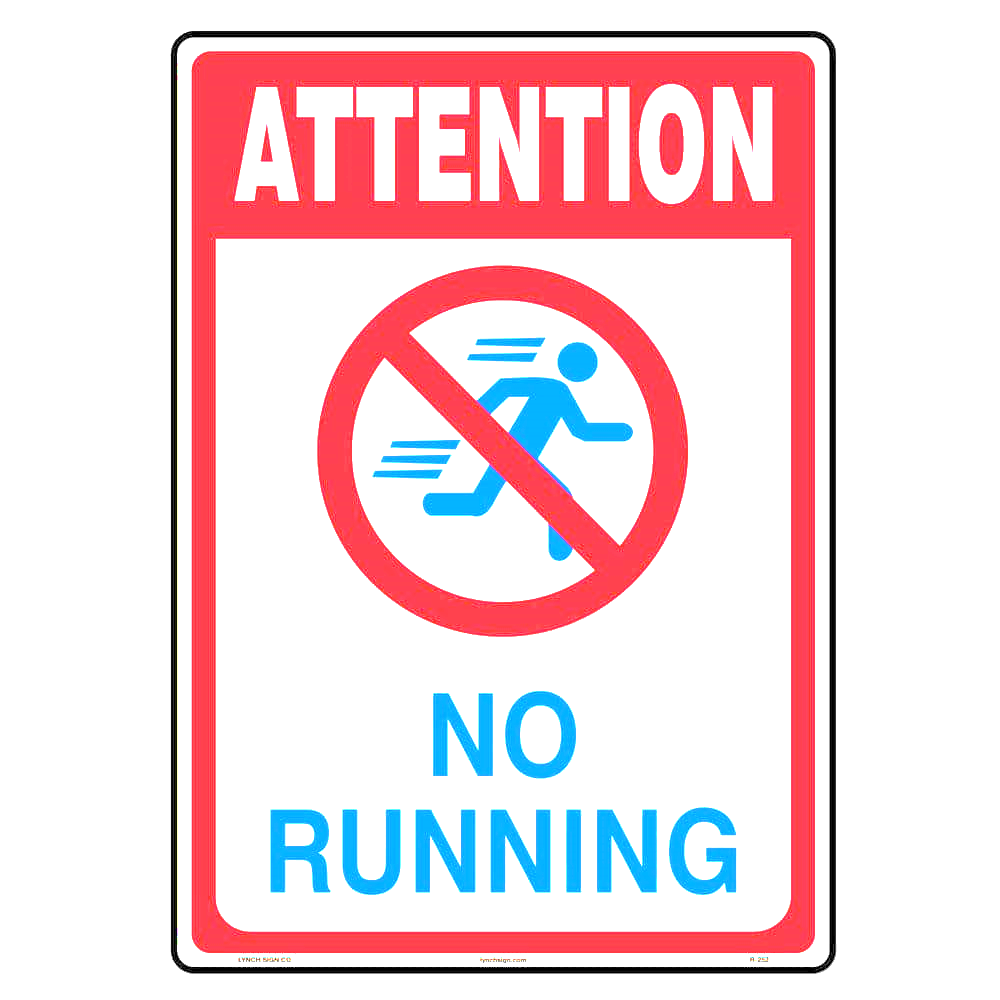 ATTENTION
NO
RUNNING
LYNCH SIGN CO lynchsign.com R-252